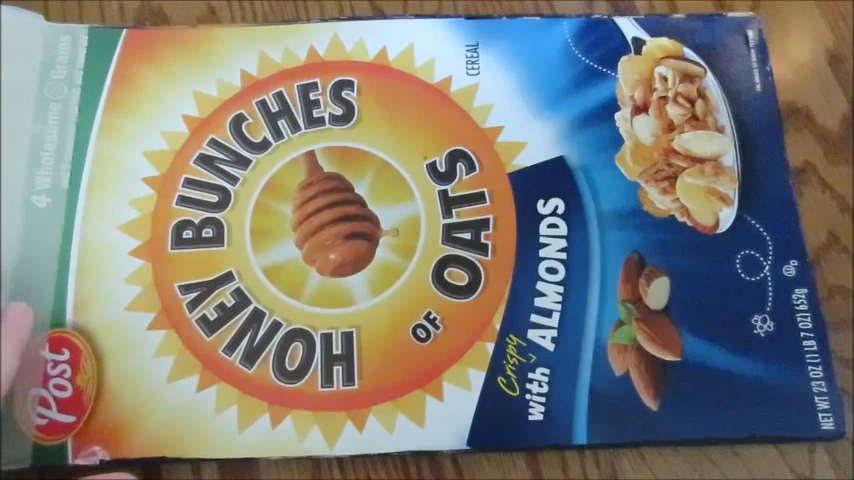 4 Wholesome Grains
Post
HONEY BUNCHES
OF OATS
CEREAL
Crispy
with ALMONDS
NET WT 23 OZ (1 LB 7 OZ) 652g